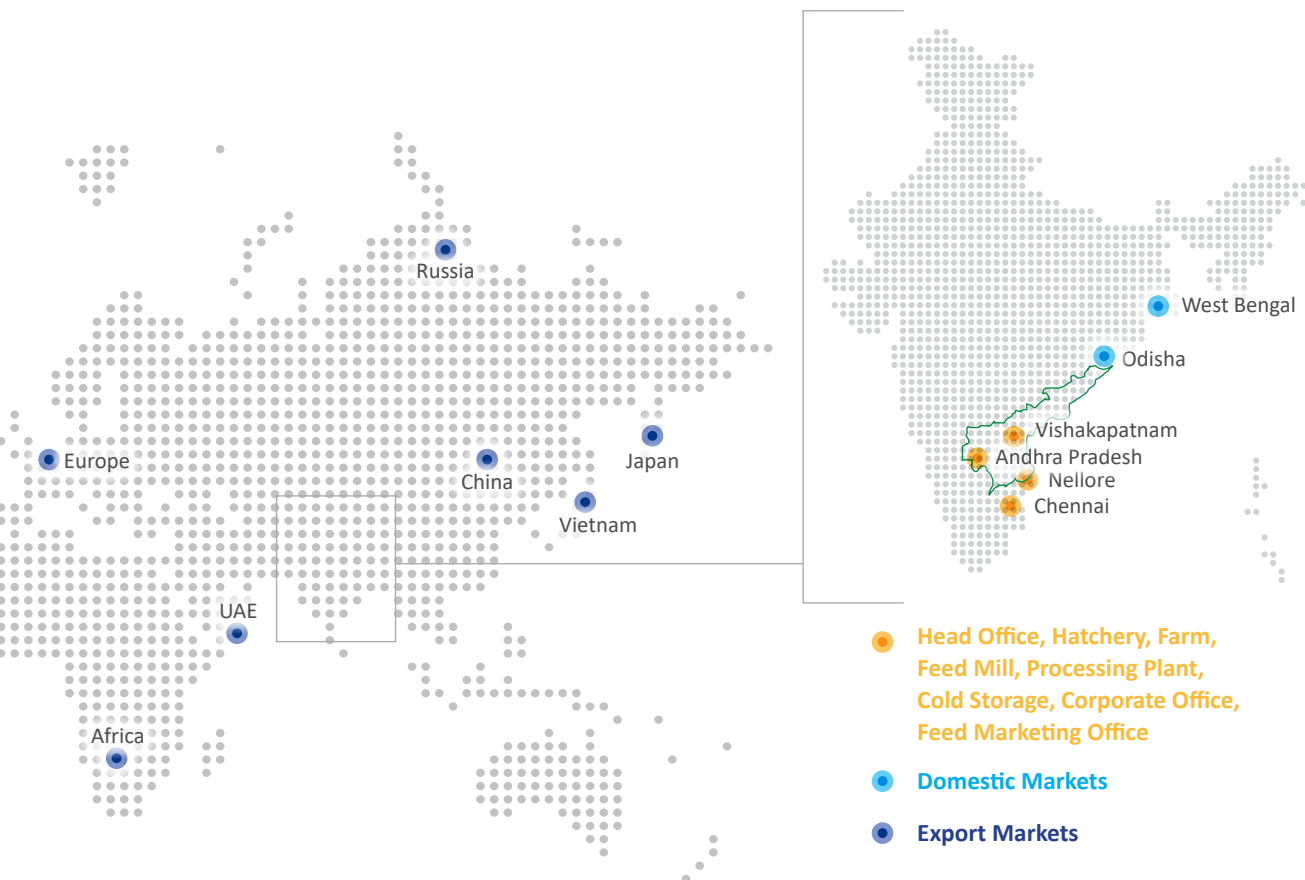 Russia
Europe
China
Japan
Vietnam
UAE
Africa
West Bengal
Odisha
Vishakapatnam
Andhra Pradesh
Nellore
Chennai
Head Office, Hatchery, Farm,
Feed Mill, Processing Plant,
Cold Storage, Corporate Office,
Feed Marketing Office
Domestic Markets
Export Markets